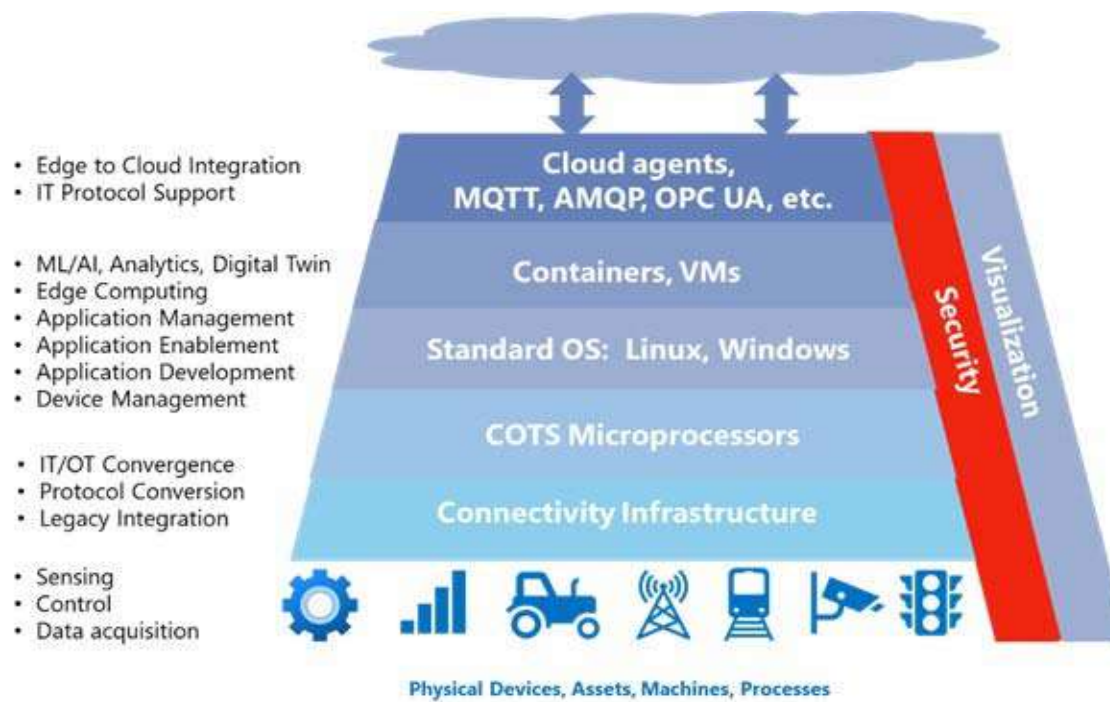 • Edge to Cloud Integration
• IT Protocol Support
Cloud agents,
MQTT, AMQP, OPC UA, etc.
• ML/AI, Analytics, Digital Twin
• Edge Computing
• Application Management
• Application Enablement
• Application Development
• Device Management
Containers, VMs
Standard OS: Linux, Windows
COTS Microprocessors
• IT/OT Convergence
• Protocol Conversion
• Legacy Integration
Connectivity Infrastructure
• Sensing
• Control
• Data acquisition
Security
Visualization
Physical Devices, Assets, Machines, Processes